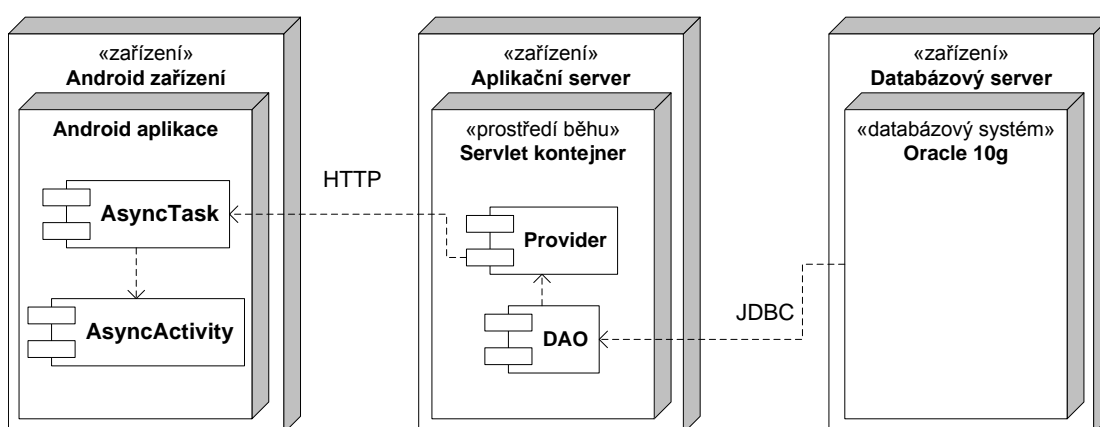 «zařízení»
Android zařízení
Android aplikace
AsyncTask
AsyncActivity
HTTP
«zařízení»
Aplikační server
«prostředí běhu»
Servlet kontejner
Provider
DAO
JDBC
«zařízení»
Databázový server
«databázový systém»
Oracle 10g